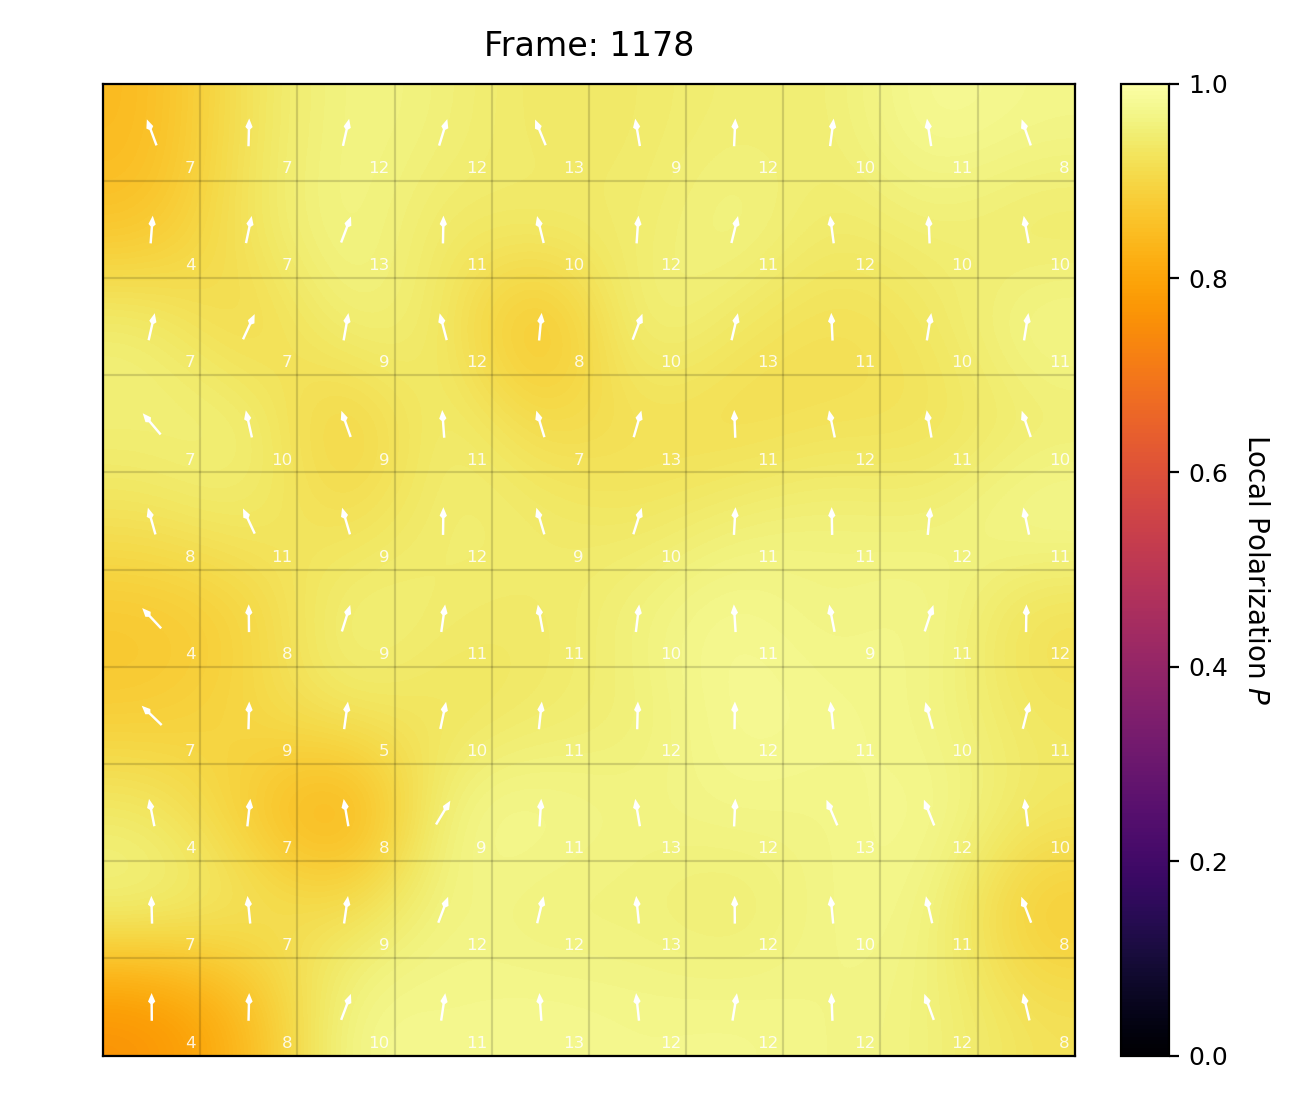 Frame: 1178
7 7 12 12 13 9 12 10 11 8
4 7 13 11 10 12 11 12 10 10
7 7 9 12 8 10 13 11 10 11
7 10 9 11 7 13 11 12 11 10
8 11 9 12 9 10 11 11 12 11
4 8 9 11 11 10 11 9 11 12
7 9 5 10 11 12 12 11 10 11
4 7 8 9 11 13 12 13 12 10
7 7 9 12 12 13 12 10 11 8
4 8 10 11 13 12 12 12 12 8
1.0
0.8
0.6
0.4
0.2
0.0
Local Polarization P